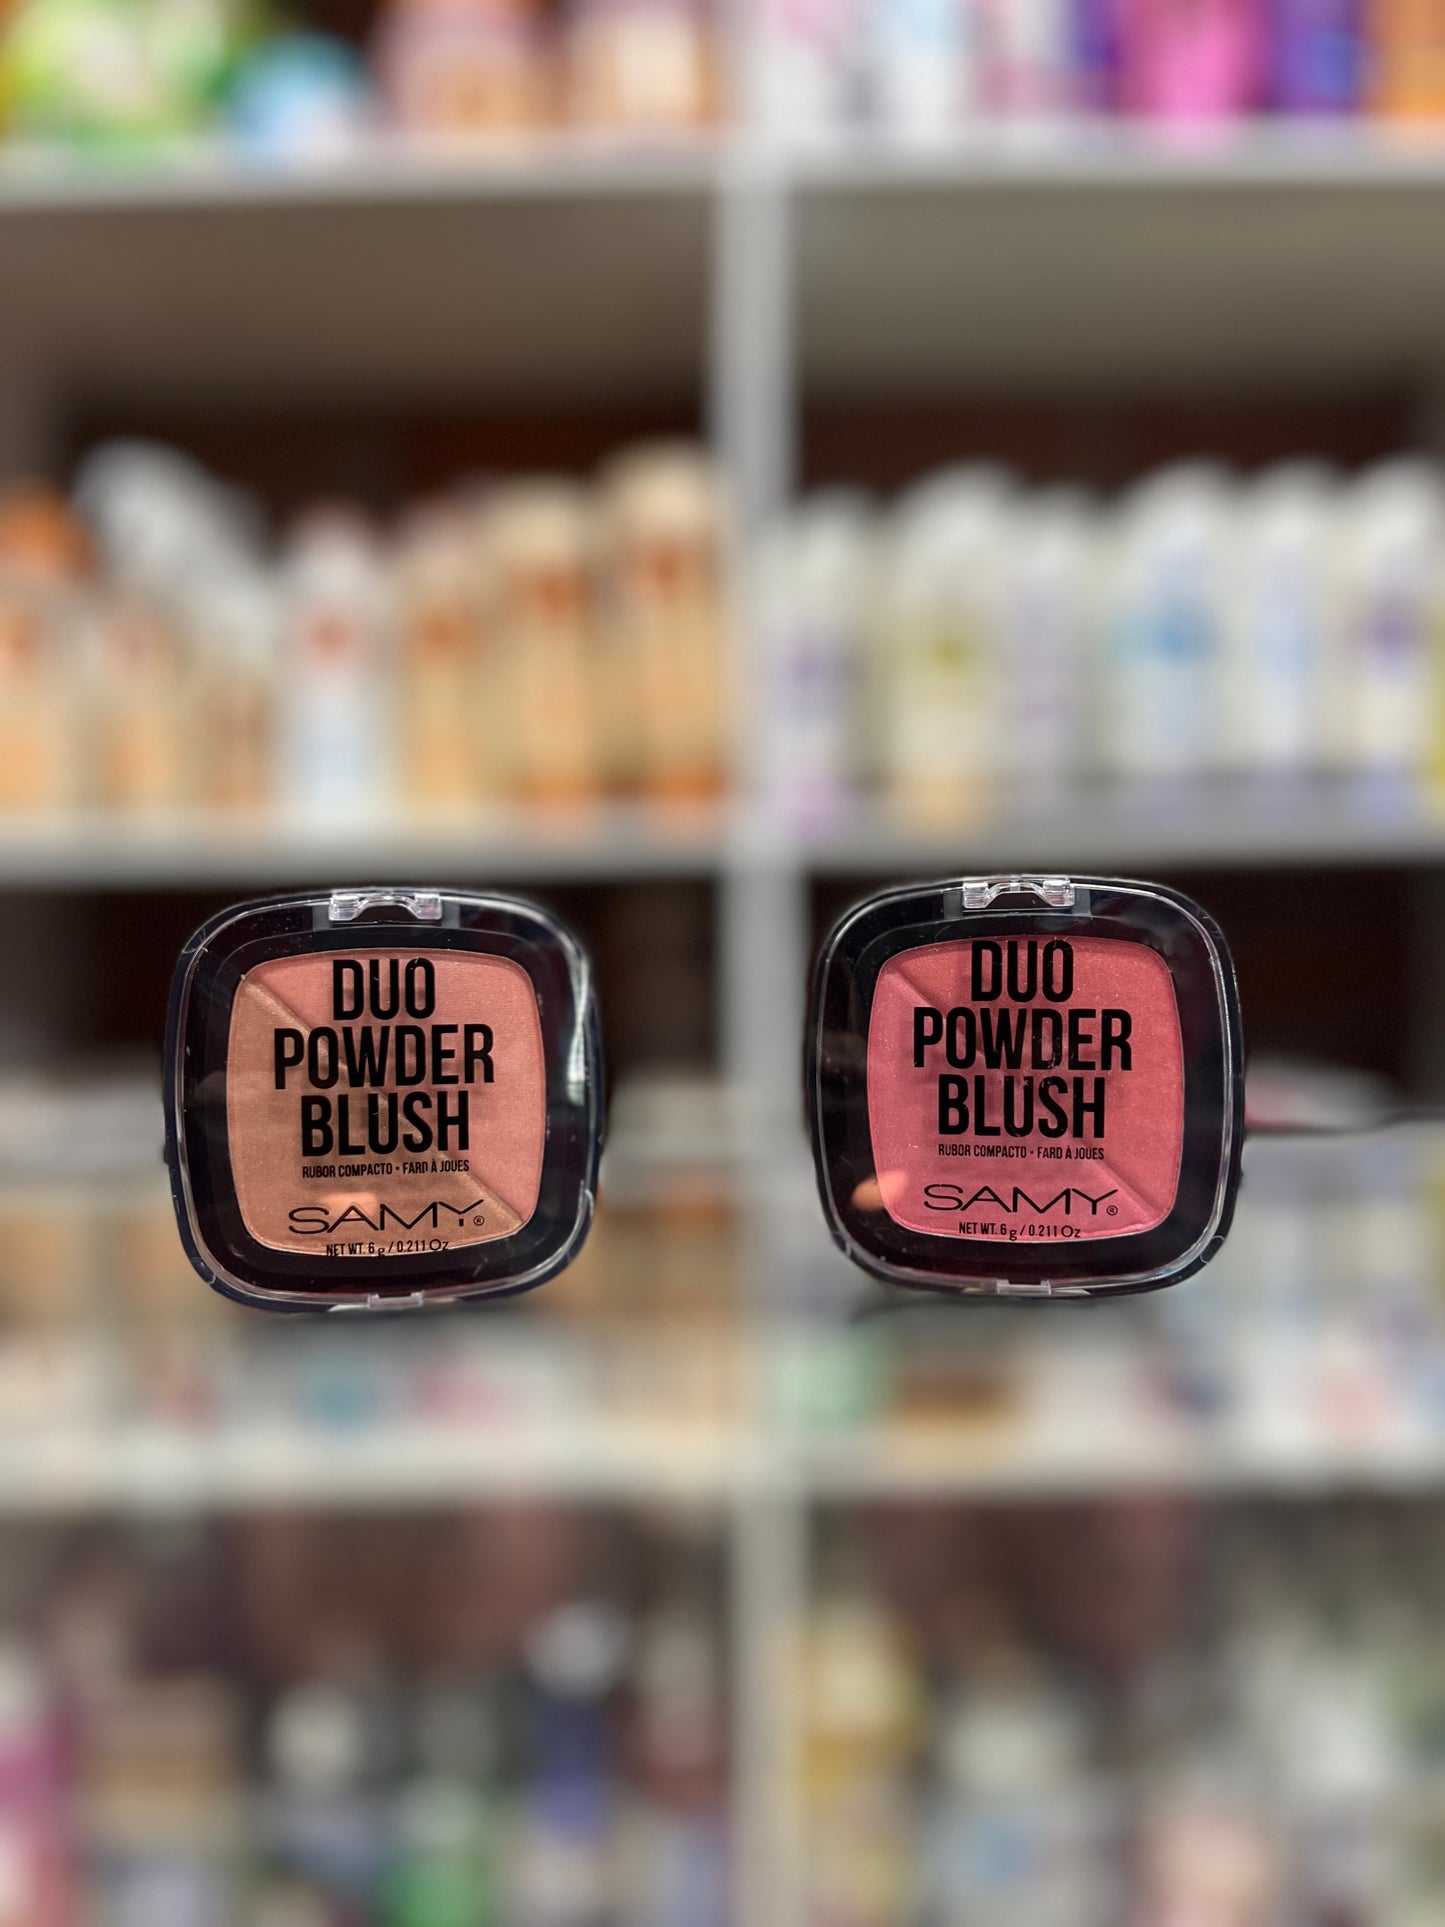 DUO
POWDER
BLUSH
RUBOR COMPACTO • FARD À JOUES
SAMY®
NET WT. 6 g / 0.211 Oz
DUO
POWDER
BLUSH
RUBOR COMPACTO • FARD À JOUES
SAMY®
NET WT. 6 g / 0.211 Oz